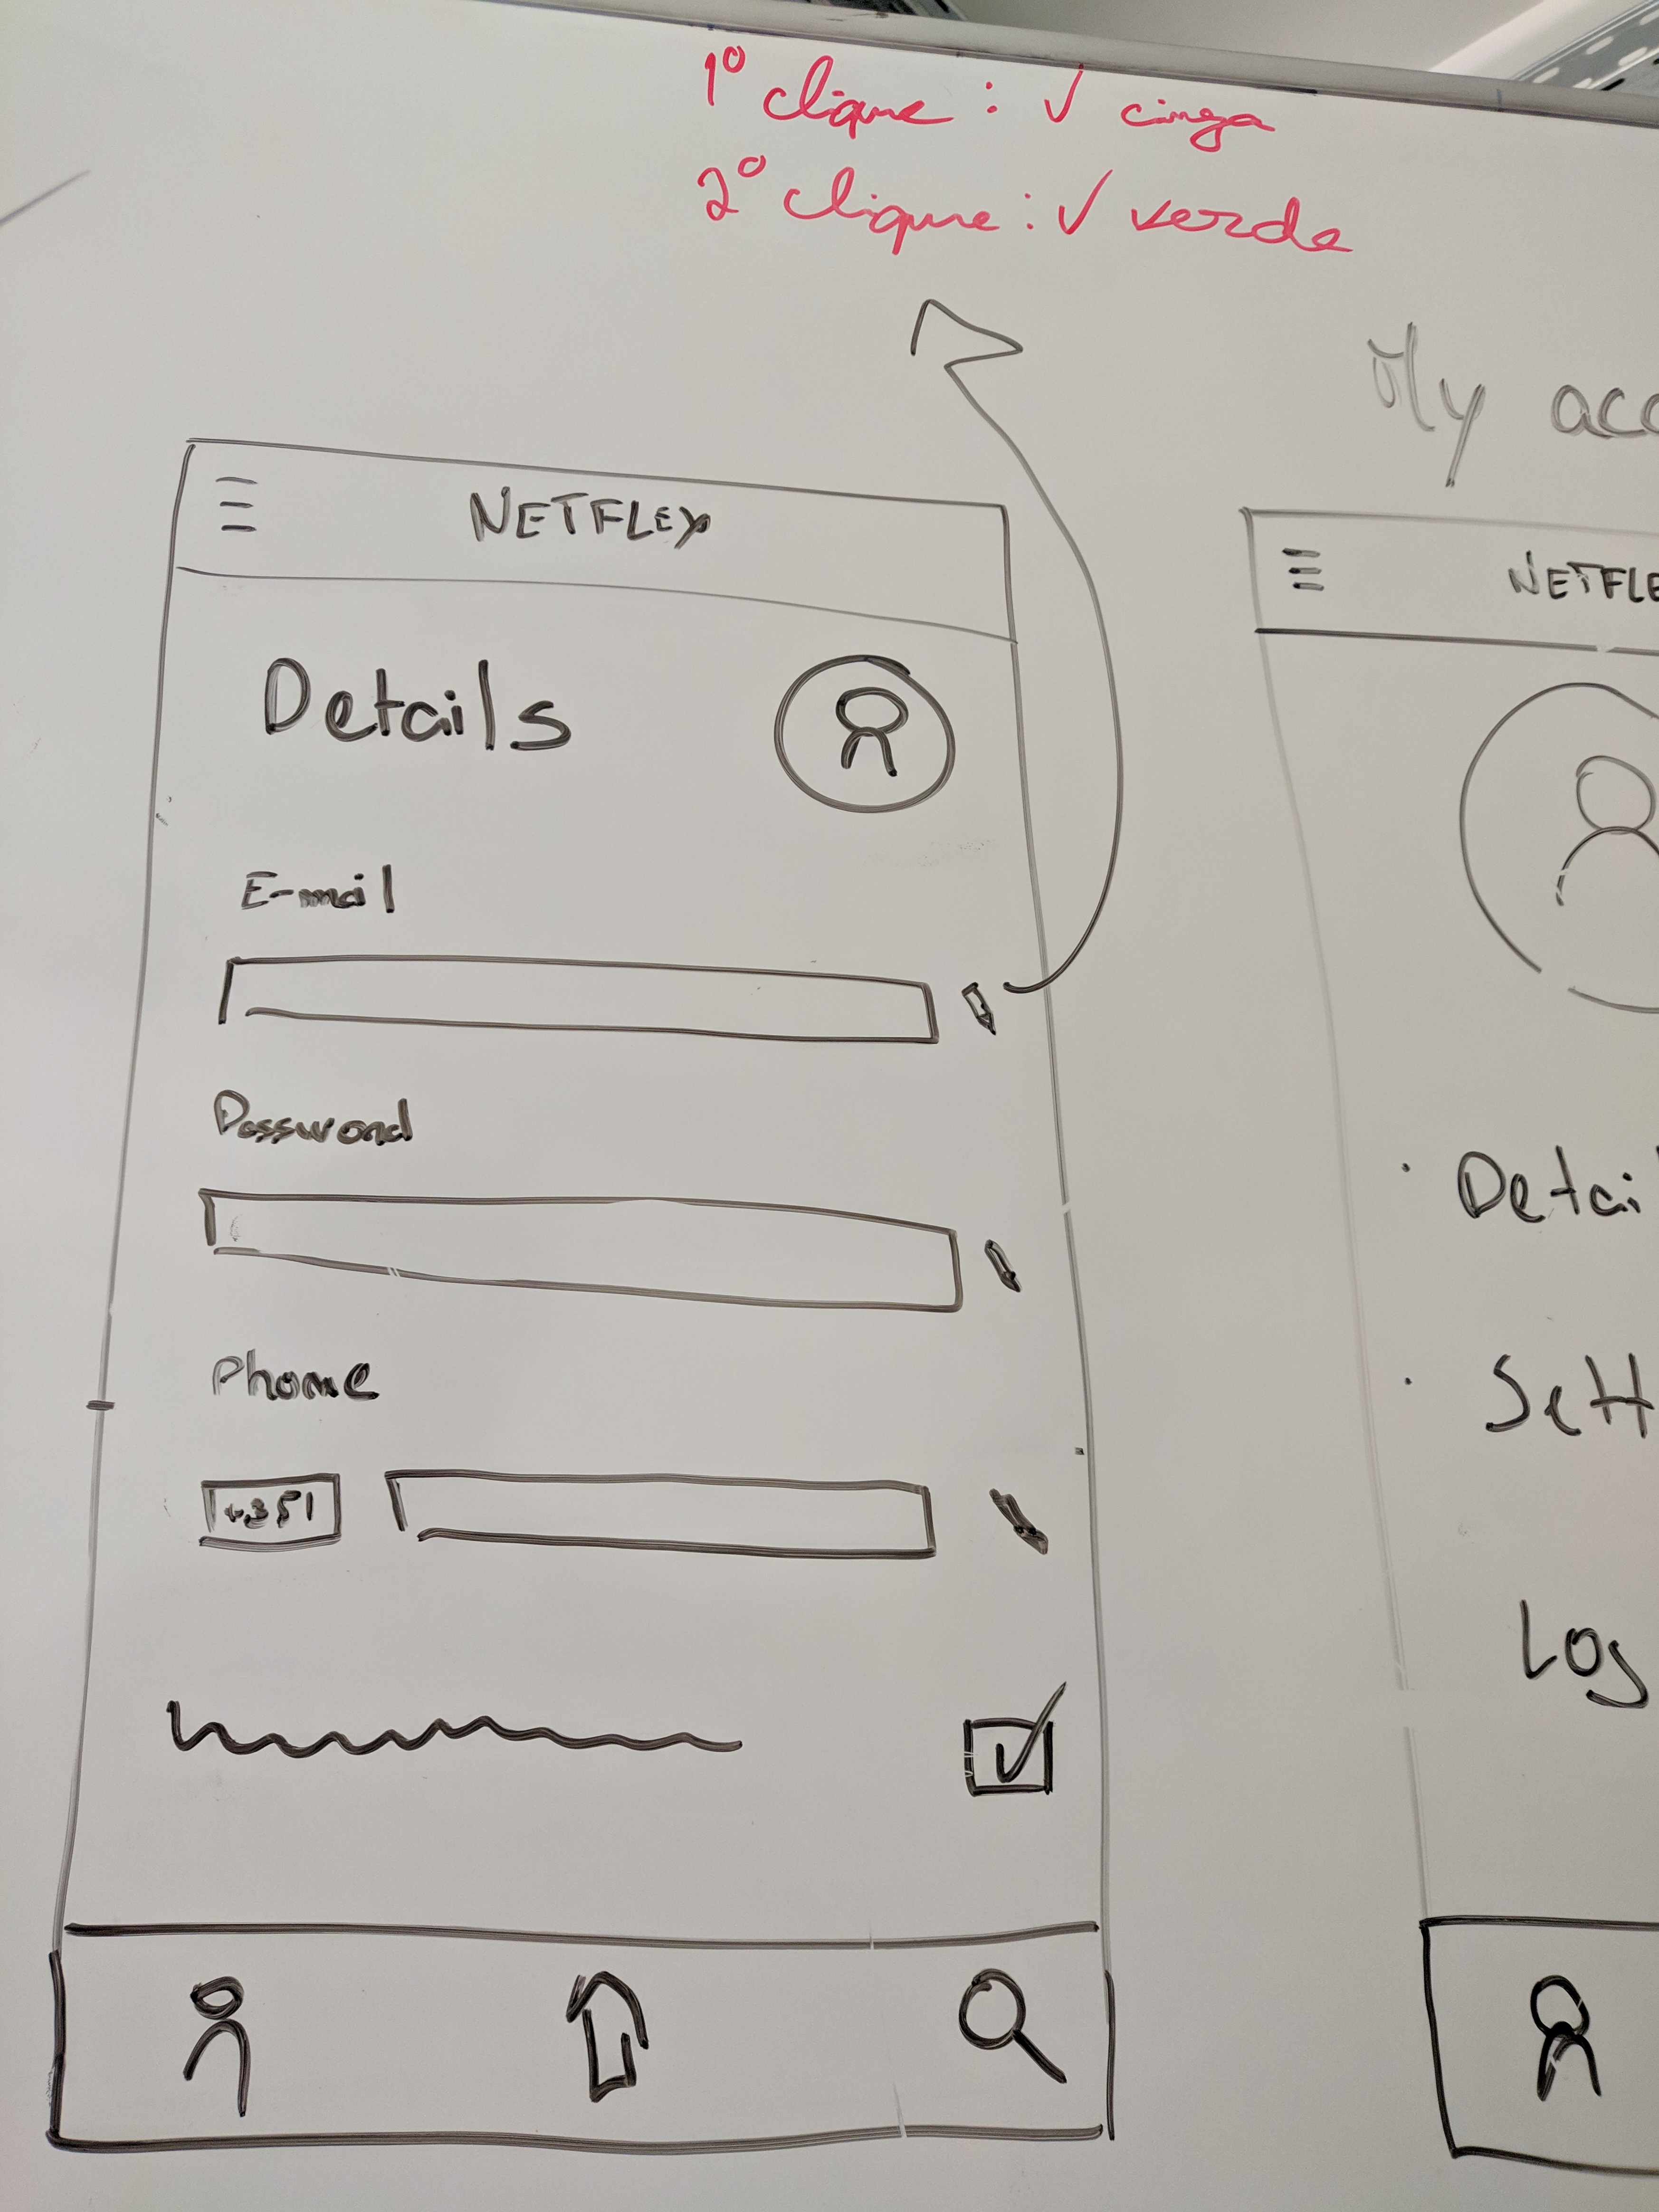 1º clique : ✓ cinza
2º clique : ✓ verde
NETFLEX
Details
E-mail
Password
Phone
+351
My acc
NETFLE
· Detai
· Sett
Log